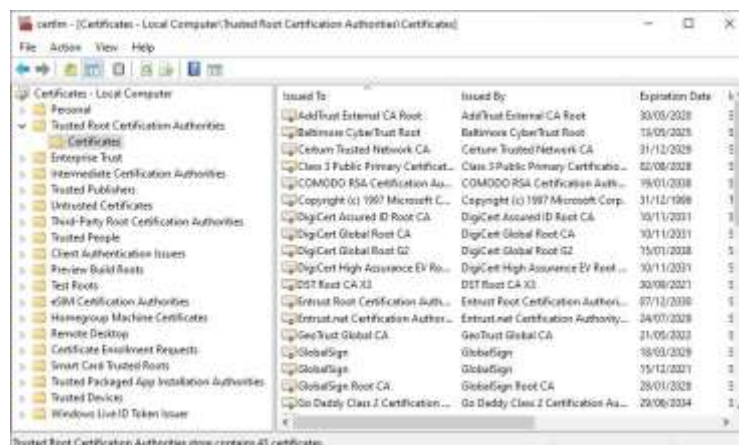 certlm - [Certificates - Local Computer\Trusted Root Certification Authorities\Certificates]
File Action View Help
Certificates - Local Computer
Personal
Trusted Root Certification Authorities
Certificates
Enterprise Trust
Intermediate Certification Authorities
Trusted Publishers
Untrusted Certificates
Third-Party Root Certification Authorities
Trusted People
Client Authentication Issuers
Preview Build Roots
Test Roots
eSIM Certification Authorities
Homegroup Machine Certificates
Remote Desktop
Certificate Enrollment Requests
Smart Card Trusted Roots
Trusted Packaged App Installation Authorities
Trusted Devices
Windows Live ID Token Issuer
Issued To Issued By Expiration Date
AddTrust External CA Root AddTrust External CA Root 30/05/2020
Baltimore CyberTrust Root Baltimore CyberTrust Root 13/05/2025
Certum Trusted Network CA Certum Trusted Network CA 31/12/2029
Class 3 Public Primary Certificat... Class 3 Public Primary Certificatio... 02/08/2028
COMODO RSA Certification Au... COMODO RSA Certification Auth... 19/01/2038
Copyright (c) 1997 Microsoft C... Copyright (c) 1997 Microsoft Corp. 31/12/1999
DigiCert Assured ID Root CA DigiCert Assured ID Root CA 10/11/2031
DigiCert Global Root CA DigiCert Global Root CA 10/11/2031
DigiCert Global Root G2 DigiCert Global Root G2 15/01/2038
DigiCert High Assurance EV Ro... DigiCert High Assurance EV Root ... 10/11/2031
DST Root CA X3 DST Root CA X3 30/09/2021
Entrust Root Certification Auth... Entrust Root Certification Authori... 07/12/2030
Entrust.net Certification Author... Entrust.net Certification Authority... 24/07/2029
GeoTrust Global CA GeoTrust Global CA 21/05/2022
GlobalSign GlobalSign 18/03/2029
GlobalSign GlobalSign 15/12/2021
GlobalSign Root CA GlobalSign Root CA 28/01/2028
Go Daddy Class 2 Certification ... Go Daddy Class 2 Certification Au... 29/06/2034
Trusted Root Certification Authorities store contains certificates.